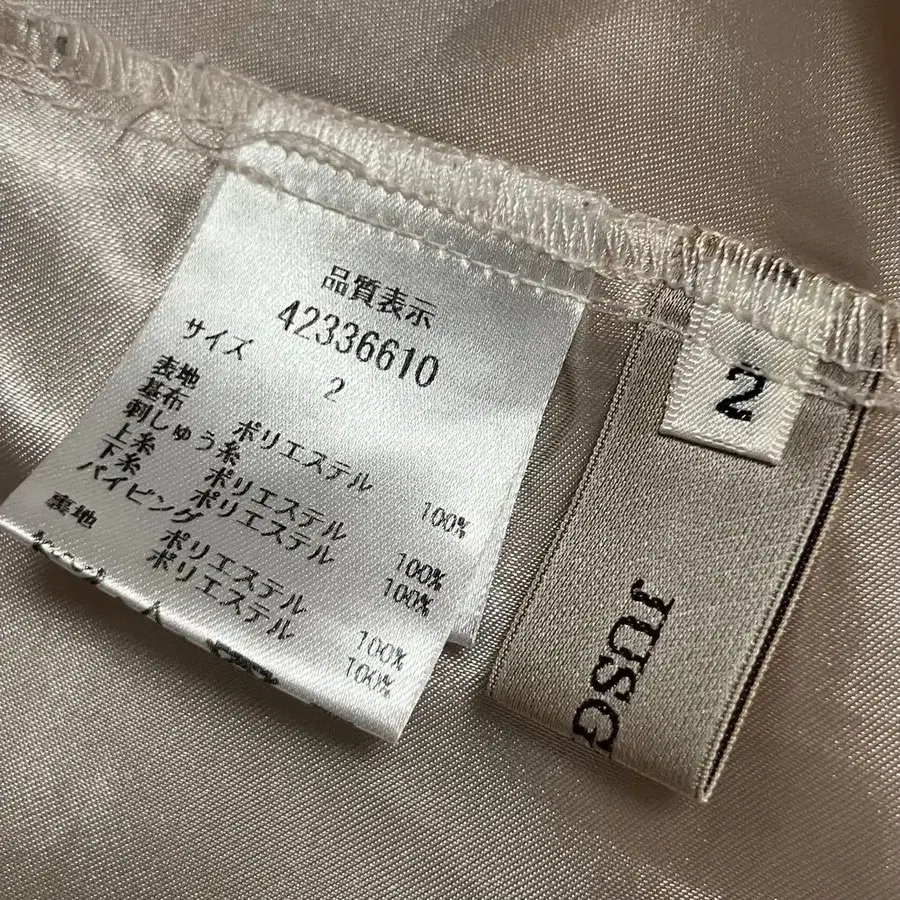 品質表示
42336610
サイズ 2
表地
基布 ポリエステル 100%
刺しゅう糸
上糸 ポリエステル 100%
下糸 ポリエステル 100%
パイピング
ポリエステル 100%
裏地 ポリエステル 100%
2
JUSG